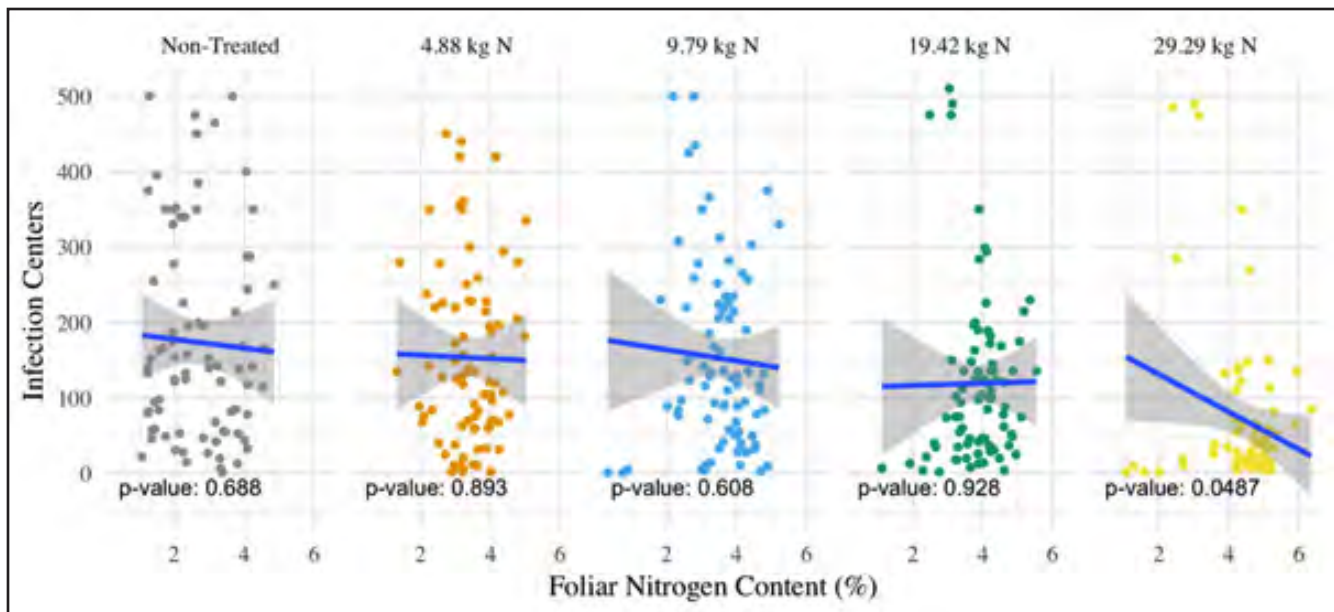 Non-Treated 4.88 kg N 9.79 kg N 19.42 kg N 29.29 kg N
500
400
300
200
100
0
Infection Centers
p-value: 0.688 p-value: 0.893 p-value: 0.608 p-value: 0.928 p-value: 0.0487
2 4 6 2 4 6 2 4 6 2 4 6 2 4 6
Foliar Nitrogen Content (%)